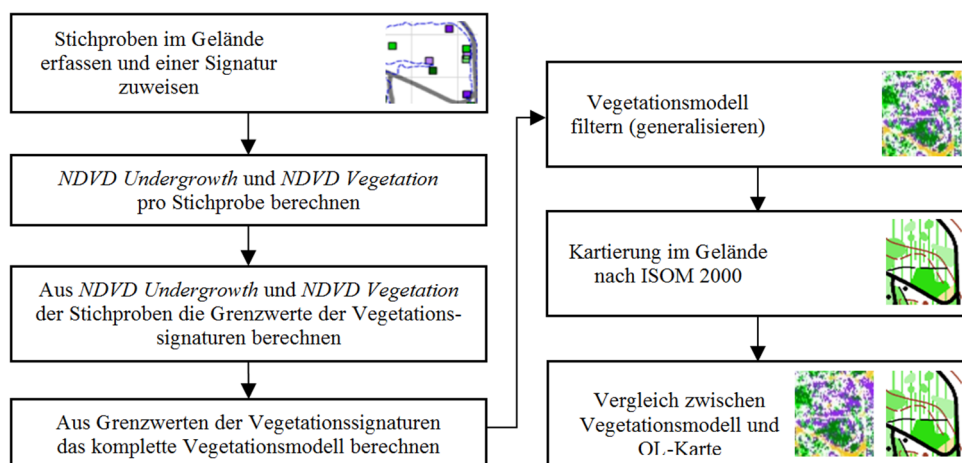 Stichproben im Gelände
erfassen und einer Signatur
zuweisen
NDVD Undergrowth und NDVD Vegetation
pro Stichprobe berechnen
Aus NDVD Undergrowth und NDVD Vegetation
der Stichproben die Grenzwerte der Vegetations-
signaturen berechnen
Aus Grenzwerten der Vegetationssignaturen
das komplette Vegetationsmodell berechnen
Vegetationsmodell
filtern (generalisieren)
Kartierung im Gelände
nach ISOM 2000
Vergleich zwischen
Vegetationsmodell und
OL-Karte